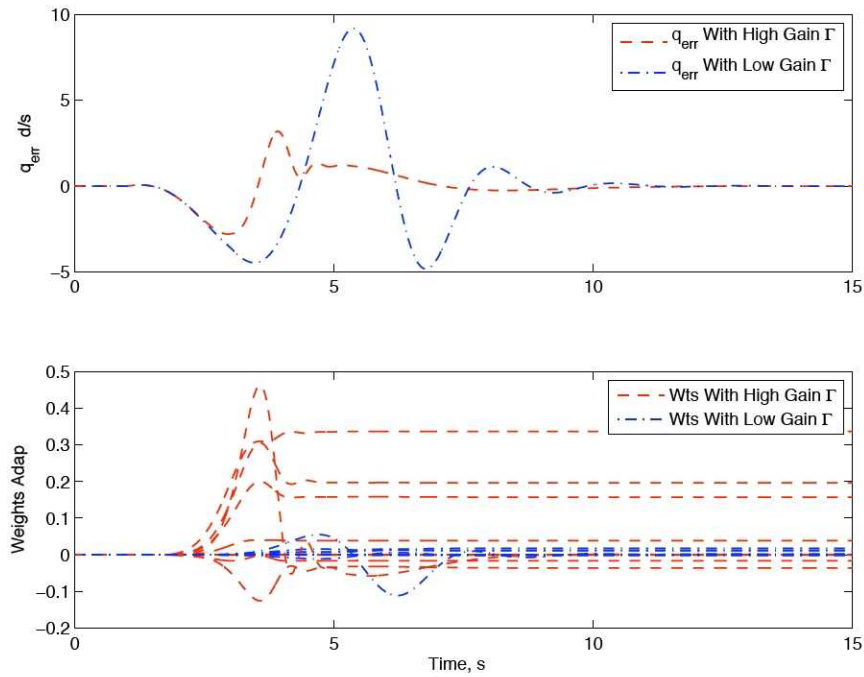 10
5
0
−5
q_err d/s
q_err With High Gain Γ
q_err With Low Gain Γ
0
5
10
15
0.5
0.4
0.3
0.2
0.1
0
−0.1
−0.2
Weights Adap
Wts With High Gain Γ
Wts With Low Gain Γ
0
5
10
15
Time, s